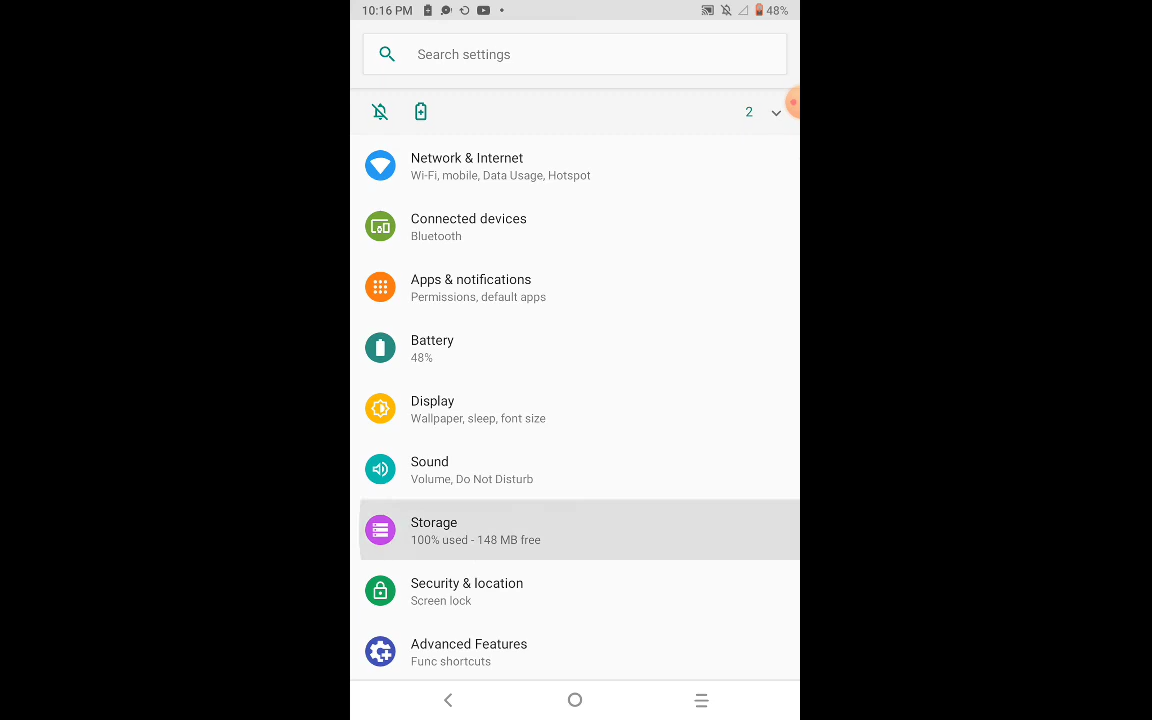 10:16 PM
48%
Search settings
2
Network & Internet
Wi-Fi, mobile, Data Usage, Hotspot
Connected devices
Bluetooth
Apps & notifications
Permissions, default apps
Battery
48%
Display
Wallpaper, sleep, font size
Sound
Volume, Do Not Disturb
Storage
100% used - 148 MB free
Security & location
Screen lock
Advanced Features
Func shortcuts